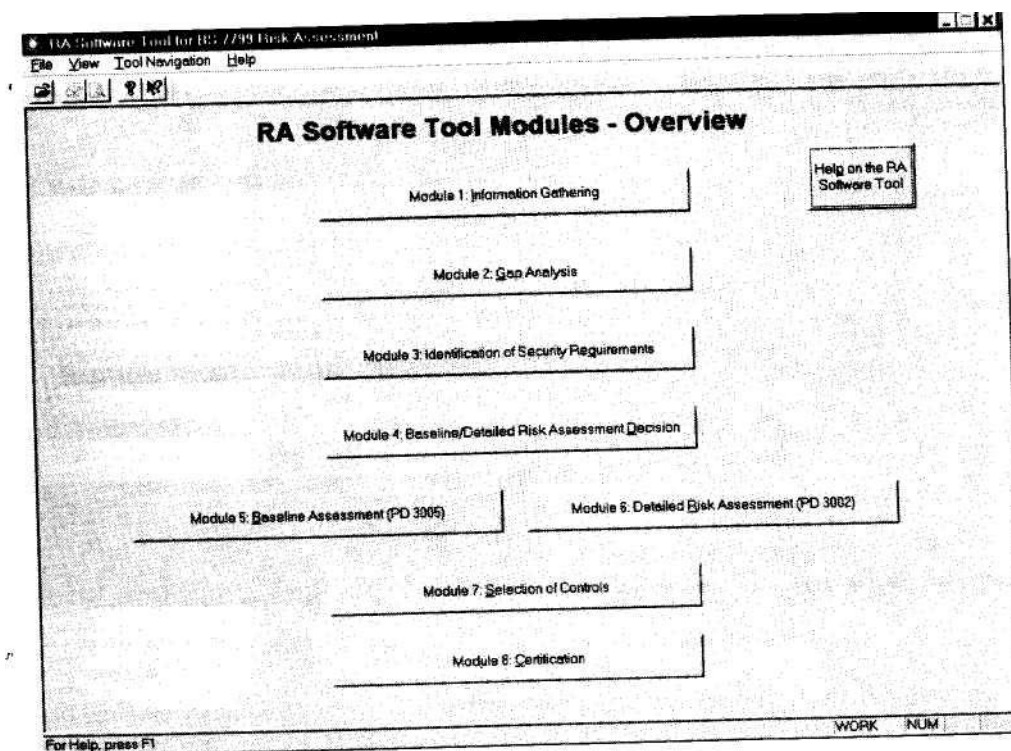 RA Software Tool for BS 7799 Risk Assessment
File View Tool Navigation Help
RA Software Tool Modules - Overview
Help on the RA
Software Tool
Module 1: Information Gathering
Module 2: Gap Analysis
Module 3: Identification of Security Requirements
Module 4: Baseline/Detailed Risk Assessment Decision
Module 5: Baseline Assessment (PD 3005)
Module 6: Detailed Risk Assessment (PD 3002)
Module 7: Selection of Controls
Module 8: Certification
WORK NUM
For Help, press F1